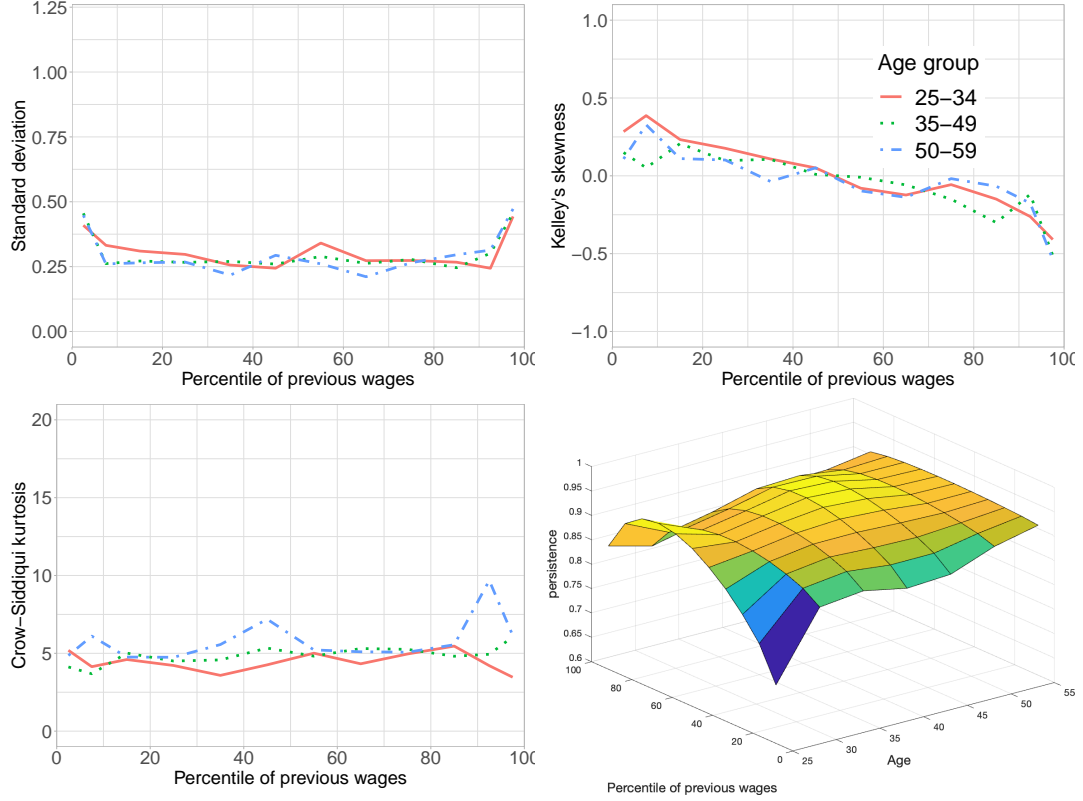 1.25
1.00
0.75
0.50
0.25
0.00
Standard deviation
0 20 40 60 80 100
Percentile of previous wages
1.0
0.5
0.0
−0.5
−1.0
Kelley's skewness
Age group
25−34
35−49
50−59
0 20 40 60 80 100
Percentile of previous wages
20
15
10
5
0
Crow−Siddiqui kurtosis
0 20 40 60 80 100
Percentile of previous wages
1
0.95
0.9
0.85
0.8
0.75
0.7
0.65
0.6
persistence
100 80 60 40 20 0
Percentile of previous wages
25 30 35 40 45 50 55
Age